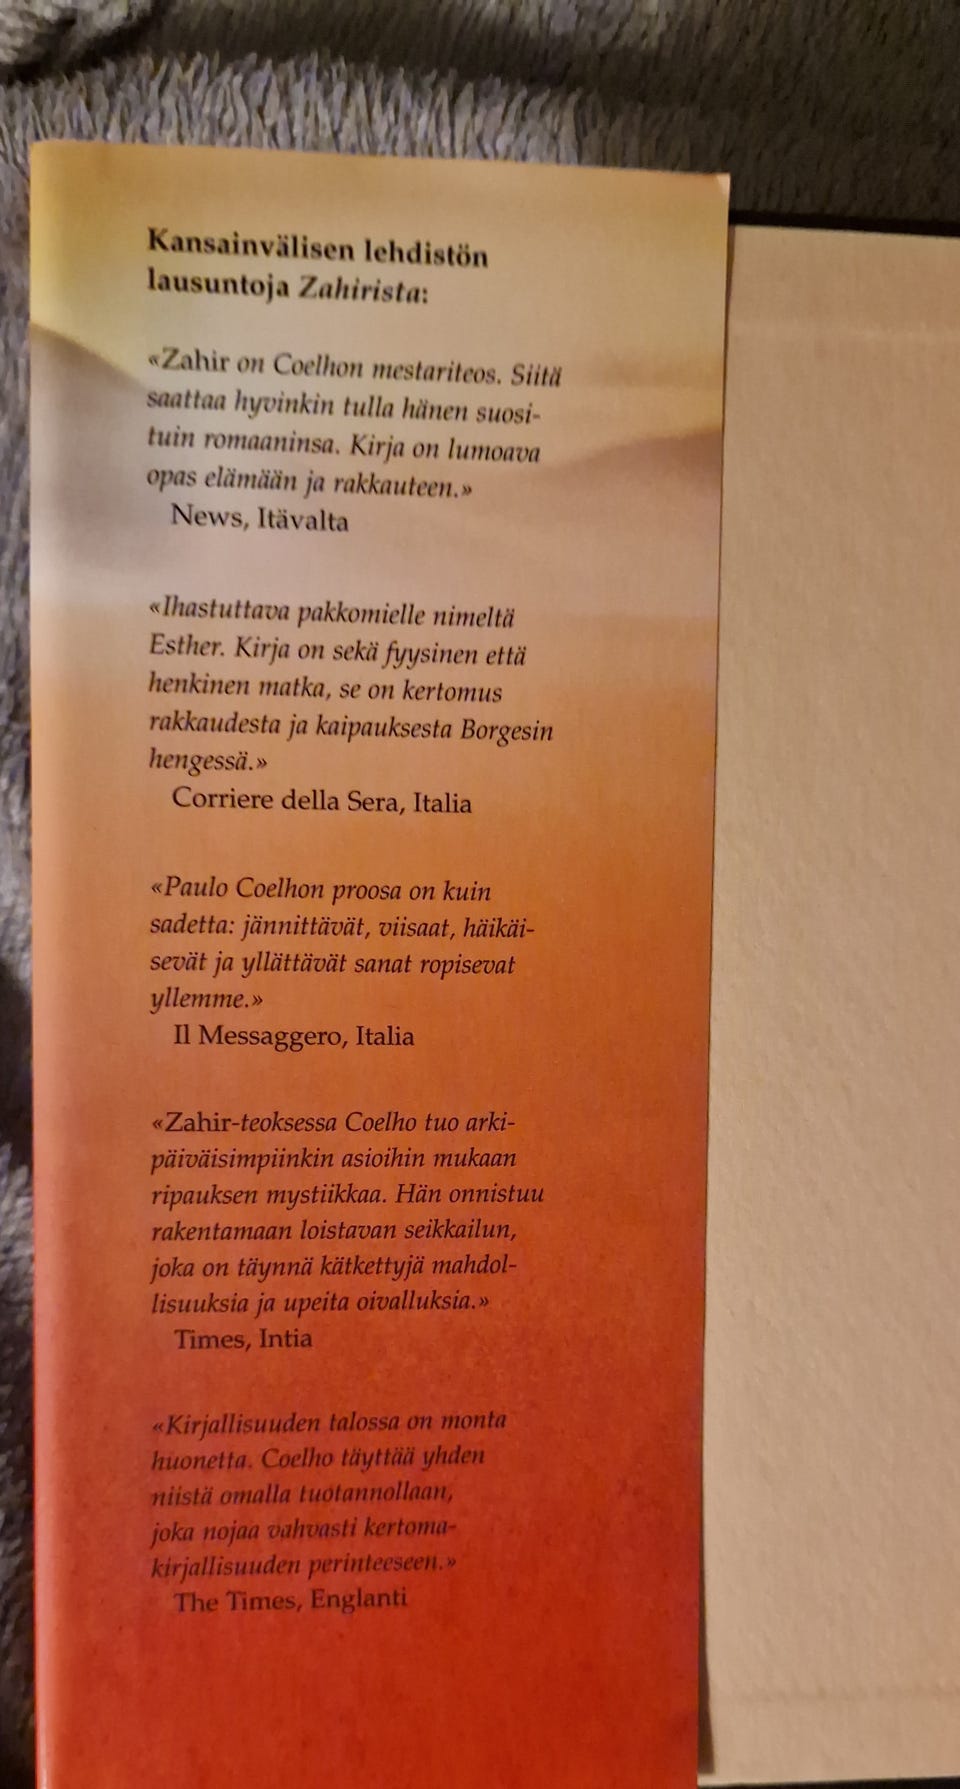 Kansainvälisen lehdistön
lausuntoja Zahirista:
«Zahir on Coelhon mestariteos. Siitä
saattaa hyvinkin tulla hänen suosi-
tuin romaaninsa. Kirja on lumoava
opas elämään ja rakkauteen.»
News, Itävalta
«Ihastuttava pakkomielle nimeltä
Esther. Kirja on sekä fyysinen että
henkinen matka, se on kertomus
rakkaudesta ja kaipauksesta Borgesin
hengessä.»
Corriere della Sera, Italia
«Paulo Coelhon proosa on kuin
sadetta: jännittävät, viisaat, häikäi-
sevät ja yllättävät sanat ropisevat
yllemme.»
Il Messaggero, Italia
«Zahir-teoksessa Coelho tuo arki-
päiväisimpiinkin asioihin mukaan
ripauksen mystiikkaa. Hän onnistuu
rakentamaan loistavan seikkailun,
joka on täynnä kätkettyjä mahdol-
lisuuksia ja upeita oivalluksia.»
Times, Intia
«Kirjallisuuden talossa on monta
huonetta. Coelho täyttää yhden
niistä omalla tuotannollaan,
joka nojaa vahvasti kertoma-
kirjallisuuden perinteeseen.»
The Times, Englanti